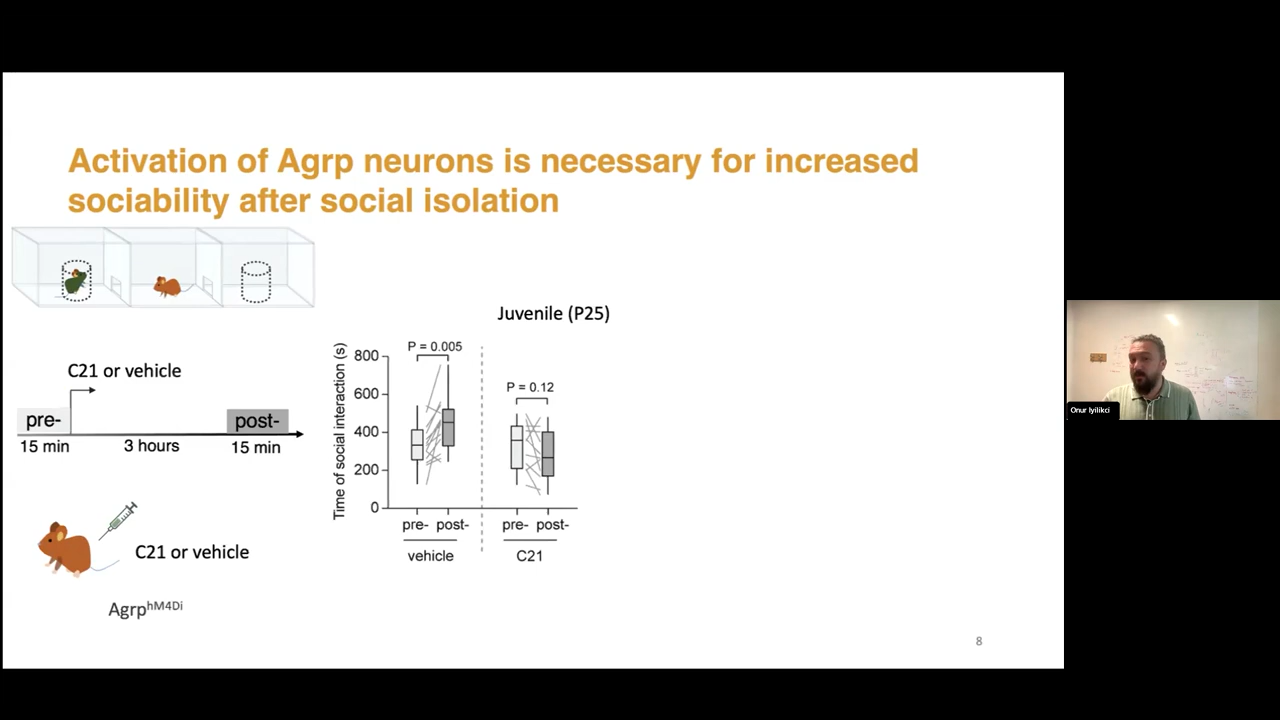 Activation of Agrp neurons is necessary for increased
sociability after social isolation
C21 or vehicle
pre-
post-
15 min
3 hours
15 min
C21 or vehicle
Agrp^hM4Di
Juvenile (P25)
Time of social interaction (s)
800
600
400
200
0
P = 0.005
P = 0.12
pre- post-
pre- post-
vehicle
C21
8
Onur Iyilikci